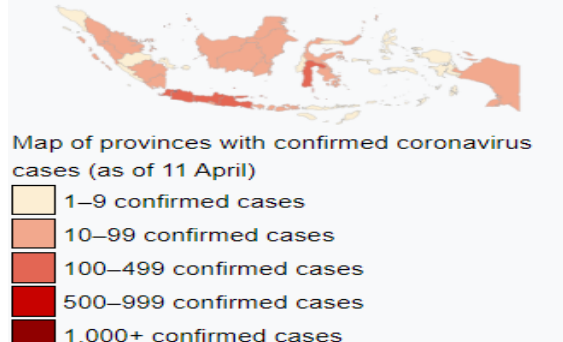 Map of provinces with confirmed coronavirus
cases (as of 11 April)
1–9 confirmed cases
10–99 confirmed cases
100–499 confirmed cases
500–999 confirmed cases
1,000+ confirmed cases